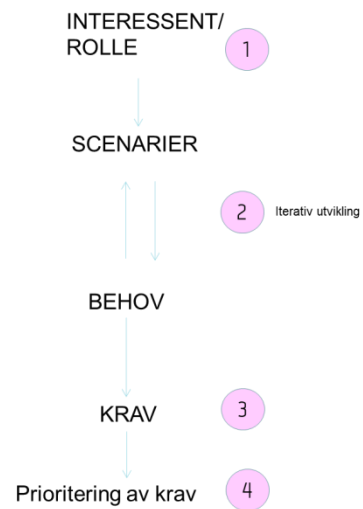 INTERESSENT/
ROLLE
1
SCENARIER
2 Iterativ utvikling
BEHOV
KRAV 3
Prioritering av krav 4